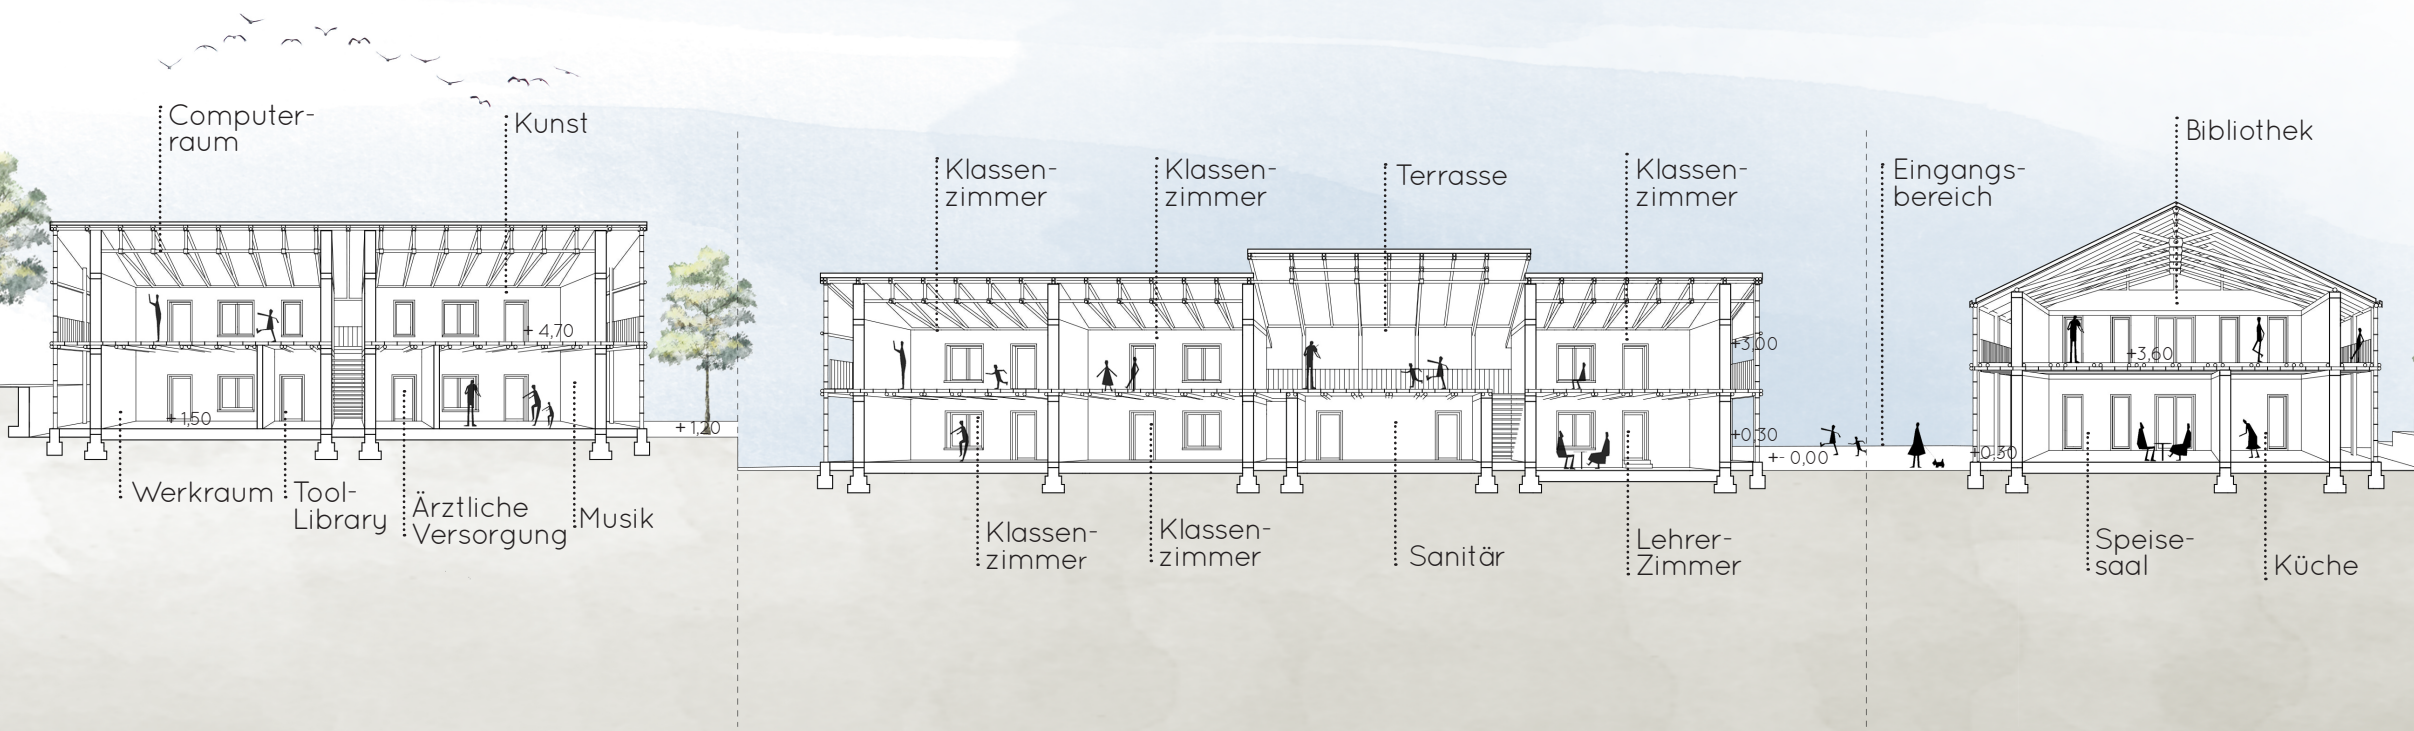 Computer-
raum
Kunst
Klassen-
zimmer
Klassen-
zimmer
Terrasse
Klassen-
zimmer
Eingangs-
bereich
Bibliothek
+ 4,70
+3,00
+3,60
+ 1,50
+ 1,20
+0,30
+- 0,00
+0,30
Werkraum
Tool-
Library
Ärztliche
Versorgung
Musik
Klassen-
zimmer
Klassen-
zimmer
Sanitär
Lehrer-
Zimmer
Speise-
saal
Küche